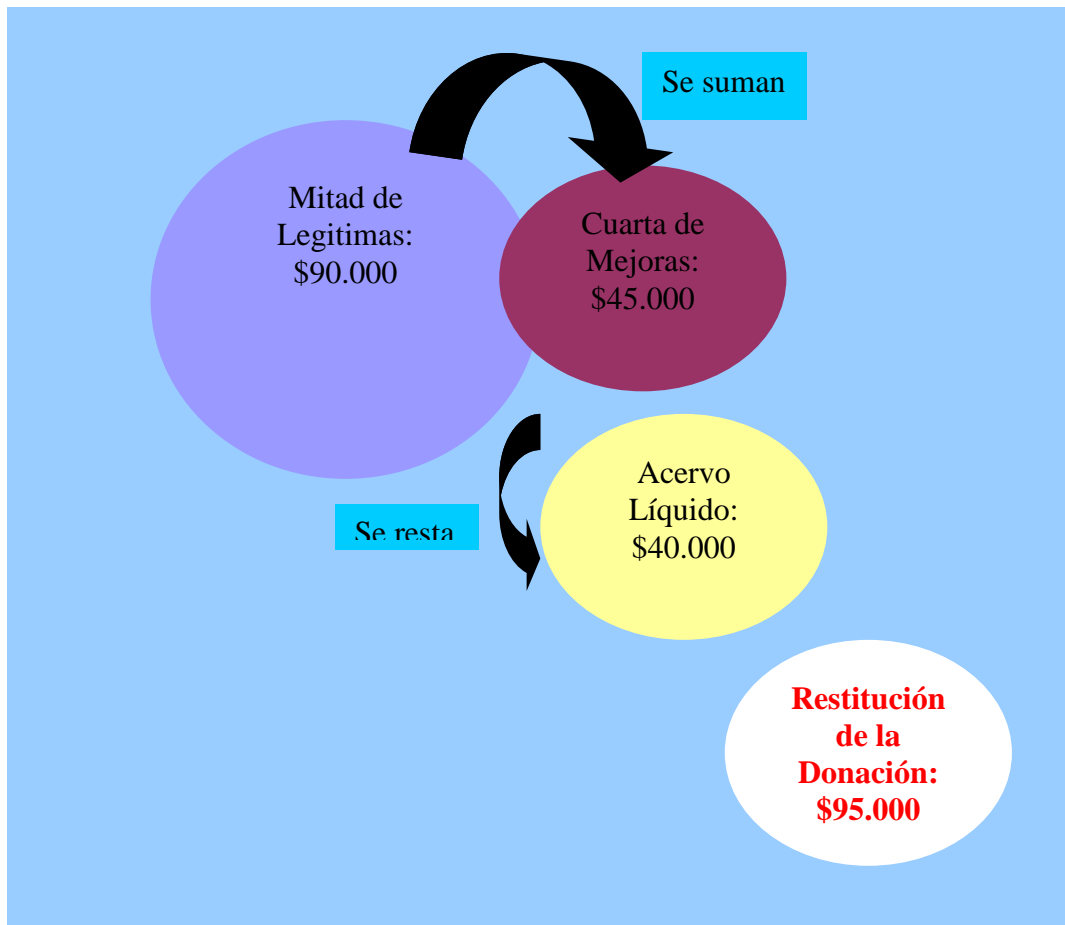 Se suman
Mitad de
Legitimas:
$90.000
Cuarta de
Mejoras:
$45.000
Acervo
Líquido:
$40.000
Se resta
Restitución
de la
Donación:
$95.000